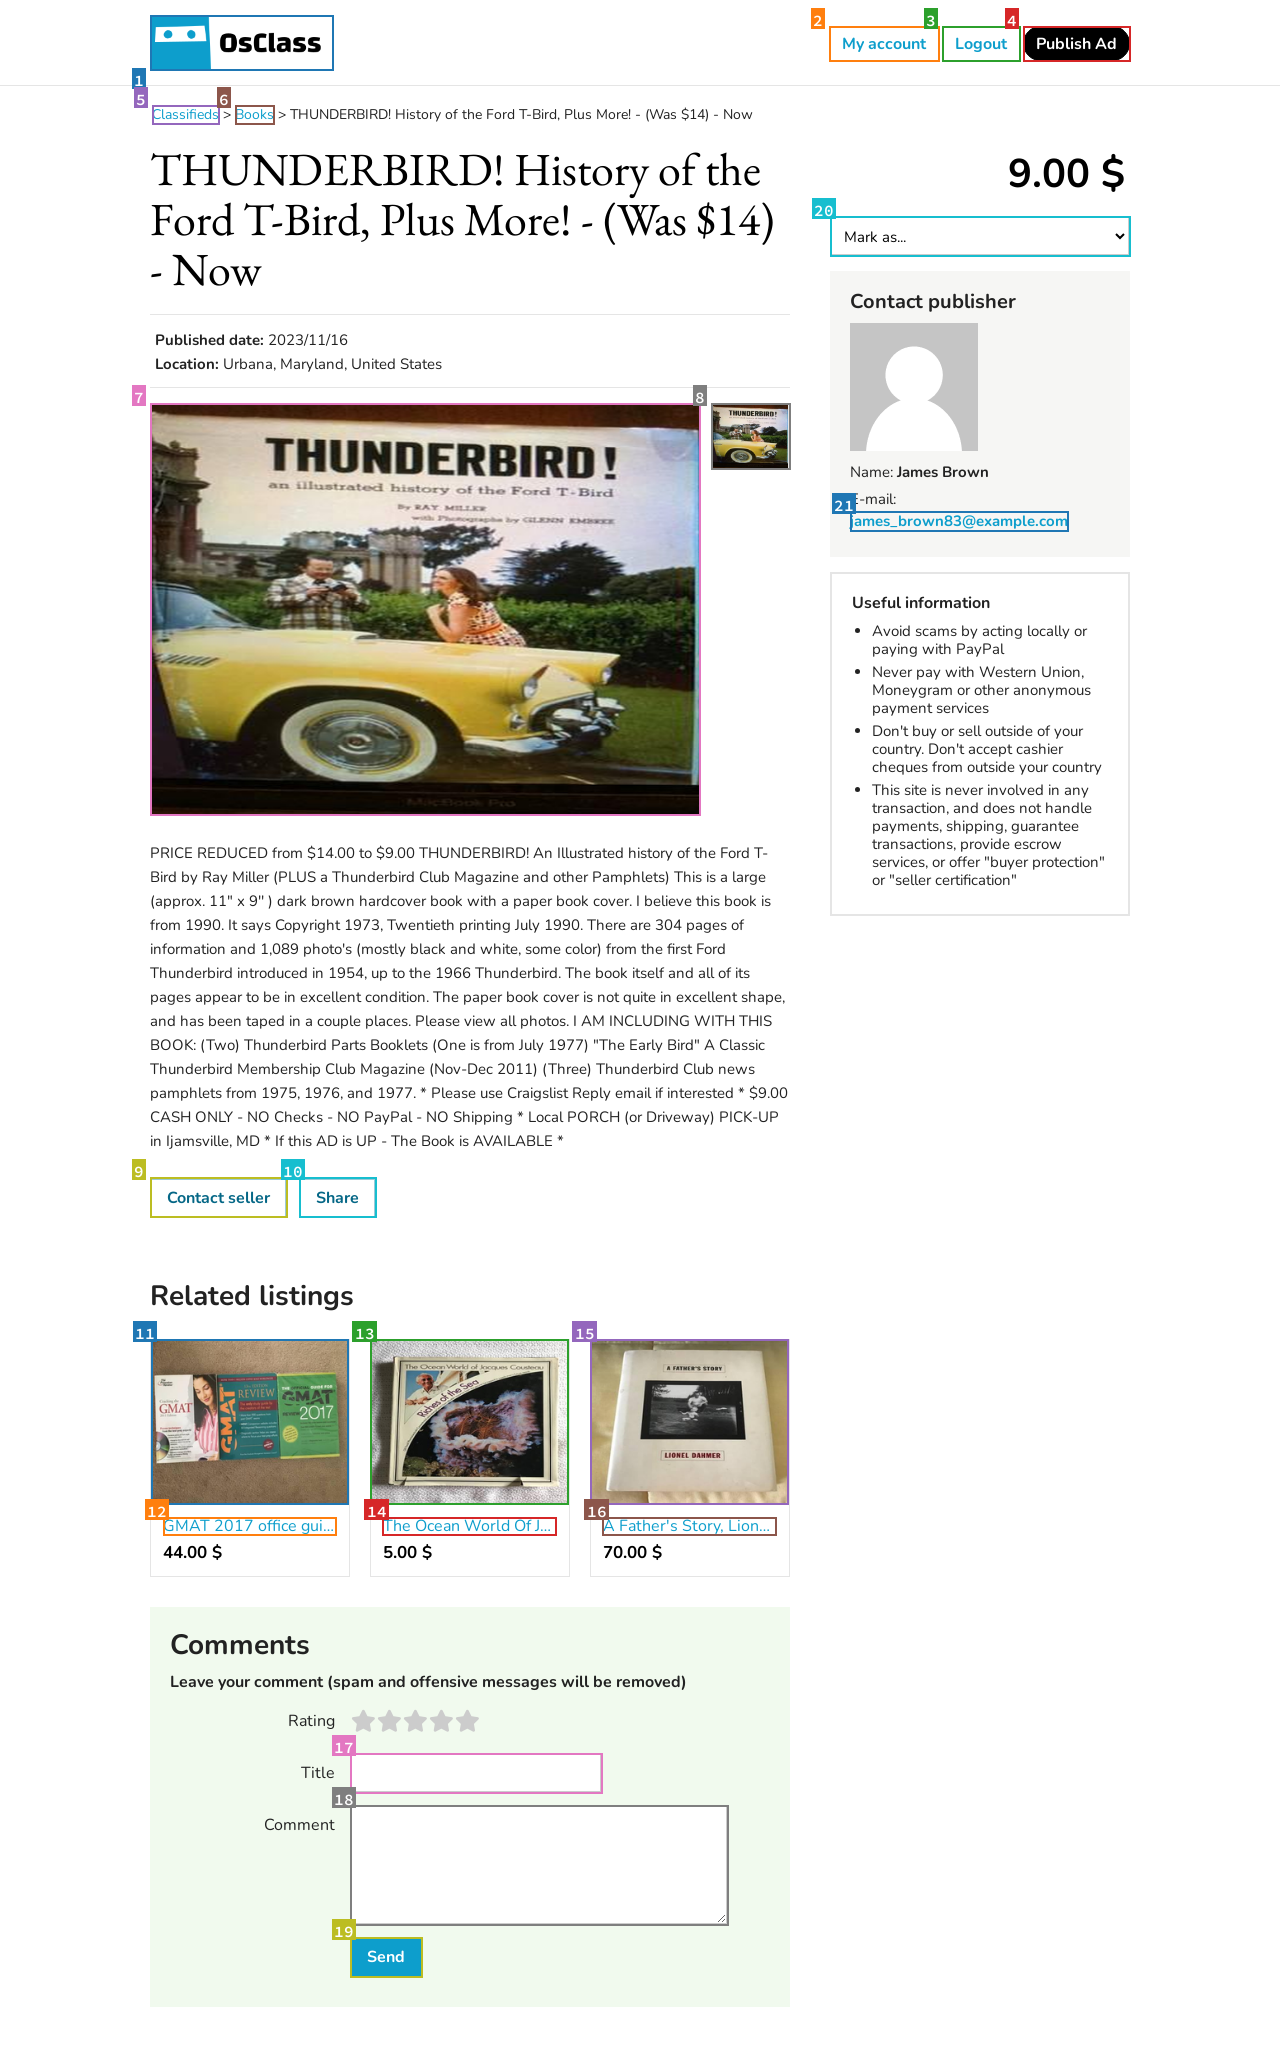 OsClass
2
My account
3
Logout
4
Publish Ad
1
5
Classifieds
6
Books
> THUNDERBIRD! History of the Ford T-Bird, Plus More! - (Was $14) - Now
THUNDERBIRD! History of the
Ford T-Bird, Plus More! - (Was $14)
- Now
9.00 $
20
Mark as...
Published date: 2023/11/16
Location: Urbana, Maryland, United States
Contact publisher
Name: James Brown
E-mail:
21
james_brown83@example.com
7
8
THUNDERBIRD!
an illustrated history of the Ford T-Bird
By RAY MILLER
with Photographs by GLENN EMBREE
MacBook Pro
THUNDERBIRD!
Useful information
Avoid scams by acting locally or
paying with PayPal
Never pay with Western Union,
Moneygram or other anonymous
payment services
Don't buy or sell outside of your
country. Don't accept cashier
cheques from outside your country
This site is never involved in any
transaction, and does not handle
payments, shipping, guarantee
transactions, provide escrow
services, or offer "buyer protection"
or "seller certification"
PRICE REDUCED from $14.00 to $9.00 THUNDERBIRD! An Illustrated history of the Ford T-
Bird by Ray Miller (PLUS a Thunderbird Club Magazine and other Pamphlets) This is a large
(approx. 11" x 9" ) dark brown hardcover book with a paper book cover. I believe this book is
from 1990. It says Copyright 1973, Twentieth printing July 1990. There are 304 pages of
information and 1,089 photo's (mostly black and white, some color) from the first Ford
Thunderbird introduced in 1954, up to the 1966 Thunderbird. The book itself and all of its
pages appear to be in excellent condition. The paper book cover is not quite in excellent shape,
and has been taped in a couple places. Please view all photos. I AM INCLUDING WITH THIS
BOOK: (Two) Thunderbird Parts Booklets (One is from July 1977) "The Early Bird" A Classic
Thunderbird Membership Club Magazine (Nov-Dec 2011) (Three) Thunderbird Club news
pamphlets from 1975, 1976, and 1977. * Please use Craigslist Reply email if interested * $9.00
CASH ONLY - NO Checks - NO PayPal - NO Shipping * Local PORCH (or Driveway) PICK-UP
in Ijamsville, MD * If this AD is UP - The Book is AVAILABLE *
9
Contact seller
10
Share
Related listings
11
GMAT
GMAT
REVIEW
GMAT
REVIEW
2017
13
The Ocean World of Jacques Cousteau
Riches of the Sea
15
A FATHER'S STORY
LIONEL DAHMER
12
GMAT 2017 office gui...
44.00 $
14
The Ocean World Of J...
5.00 $
16
A Father's Story, Lion...
70.00 $
Comments
Leave your comment (spam and offensive messages will be removed)
Rating
17
Title
18
Comment
19
Send